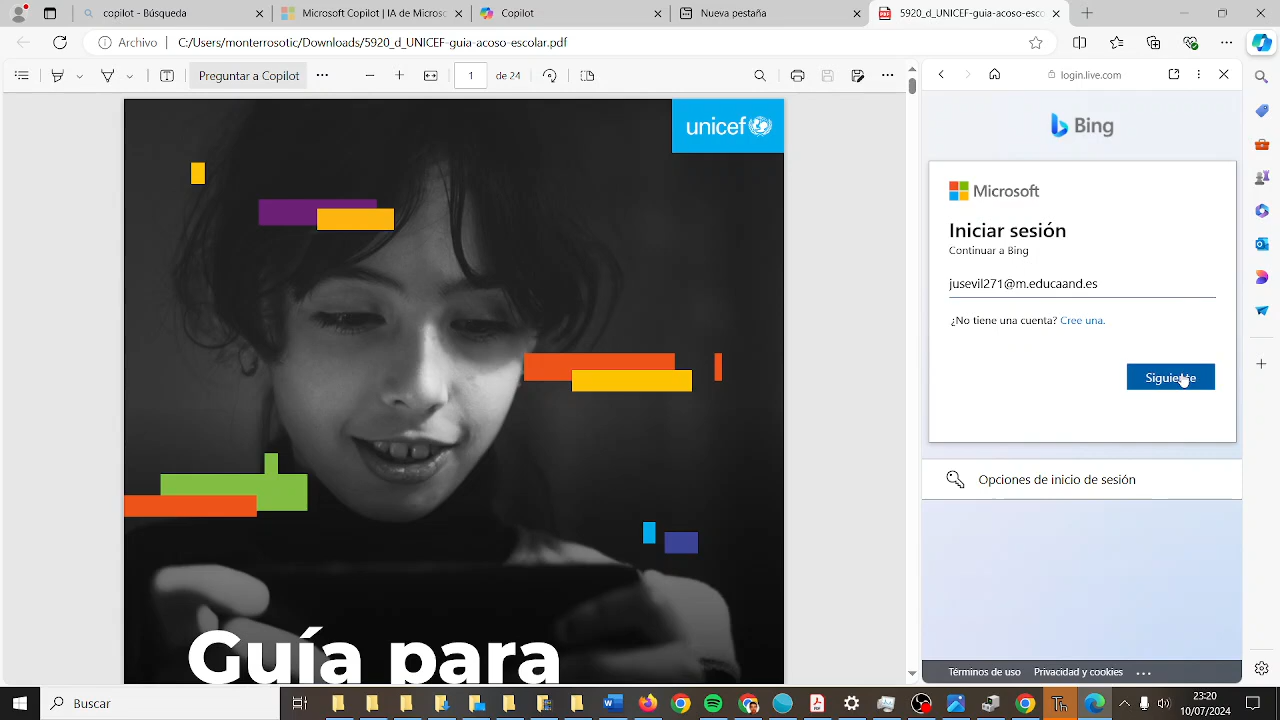 copilot - Búsqueda
Microsoft Copilot | IA de Búsque
Copilot
Nueva pestaña
5920_d_UNICEF-guia-acoso-esco
Archivo
C:/Users/monterrosotic/Downloads/5920_d_UNICEF-guia-acoso-escolar.pdf
Preguntar a Copilot
1
de 24
login.live.com
unicef
Bing
Microsoft
Iniciar sesión
Continuar a Bing
jusevil271@m.educaand.es
¿No tiene una cuenta? Cree una.
Siguiente
Opciones de inicio de sesión
Guía para
Términos de uso
Privacidad y cookies
Buscar
23:20
10/07/2024